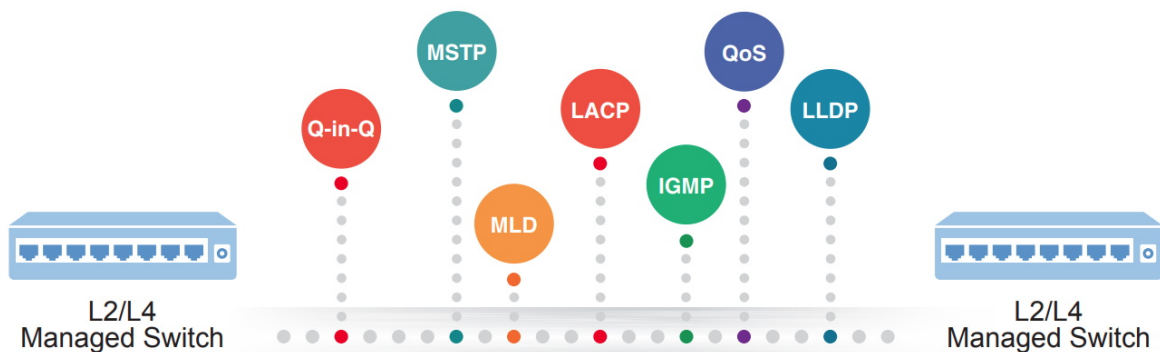 MSTP
QoS
LACP
LLDP
Q-in-Q
IGMP
MLD
L2/L4
Managed Switch
L2/L4
Managed Switch